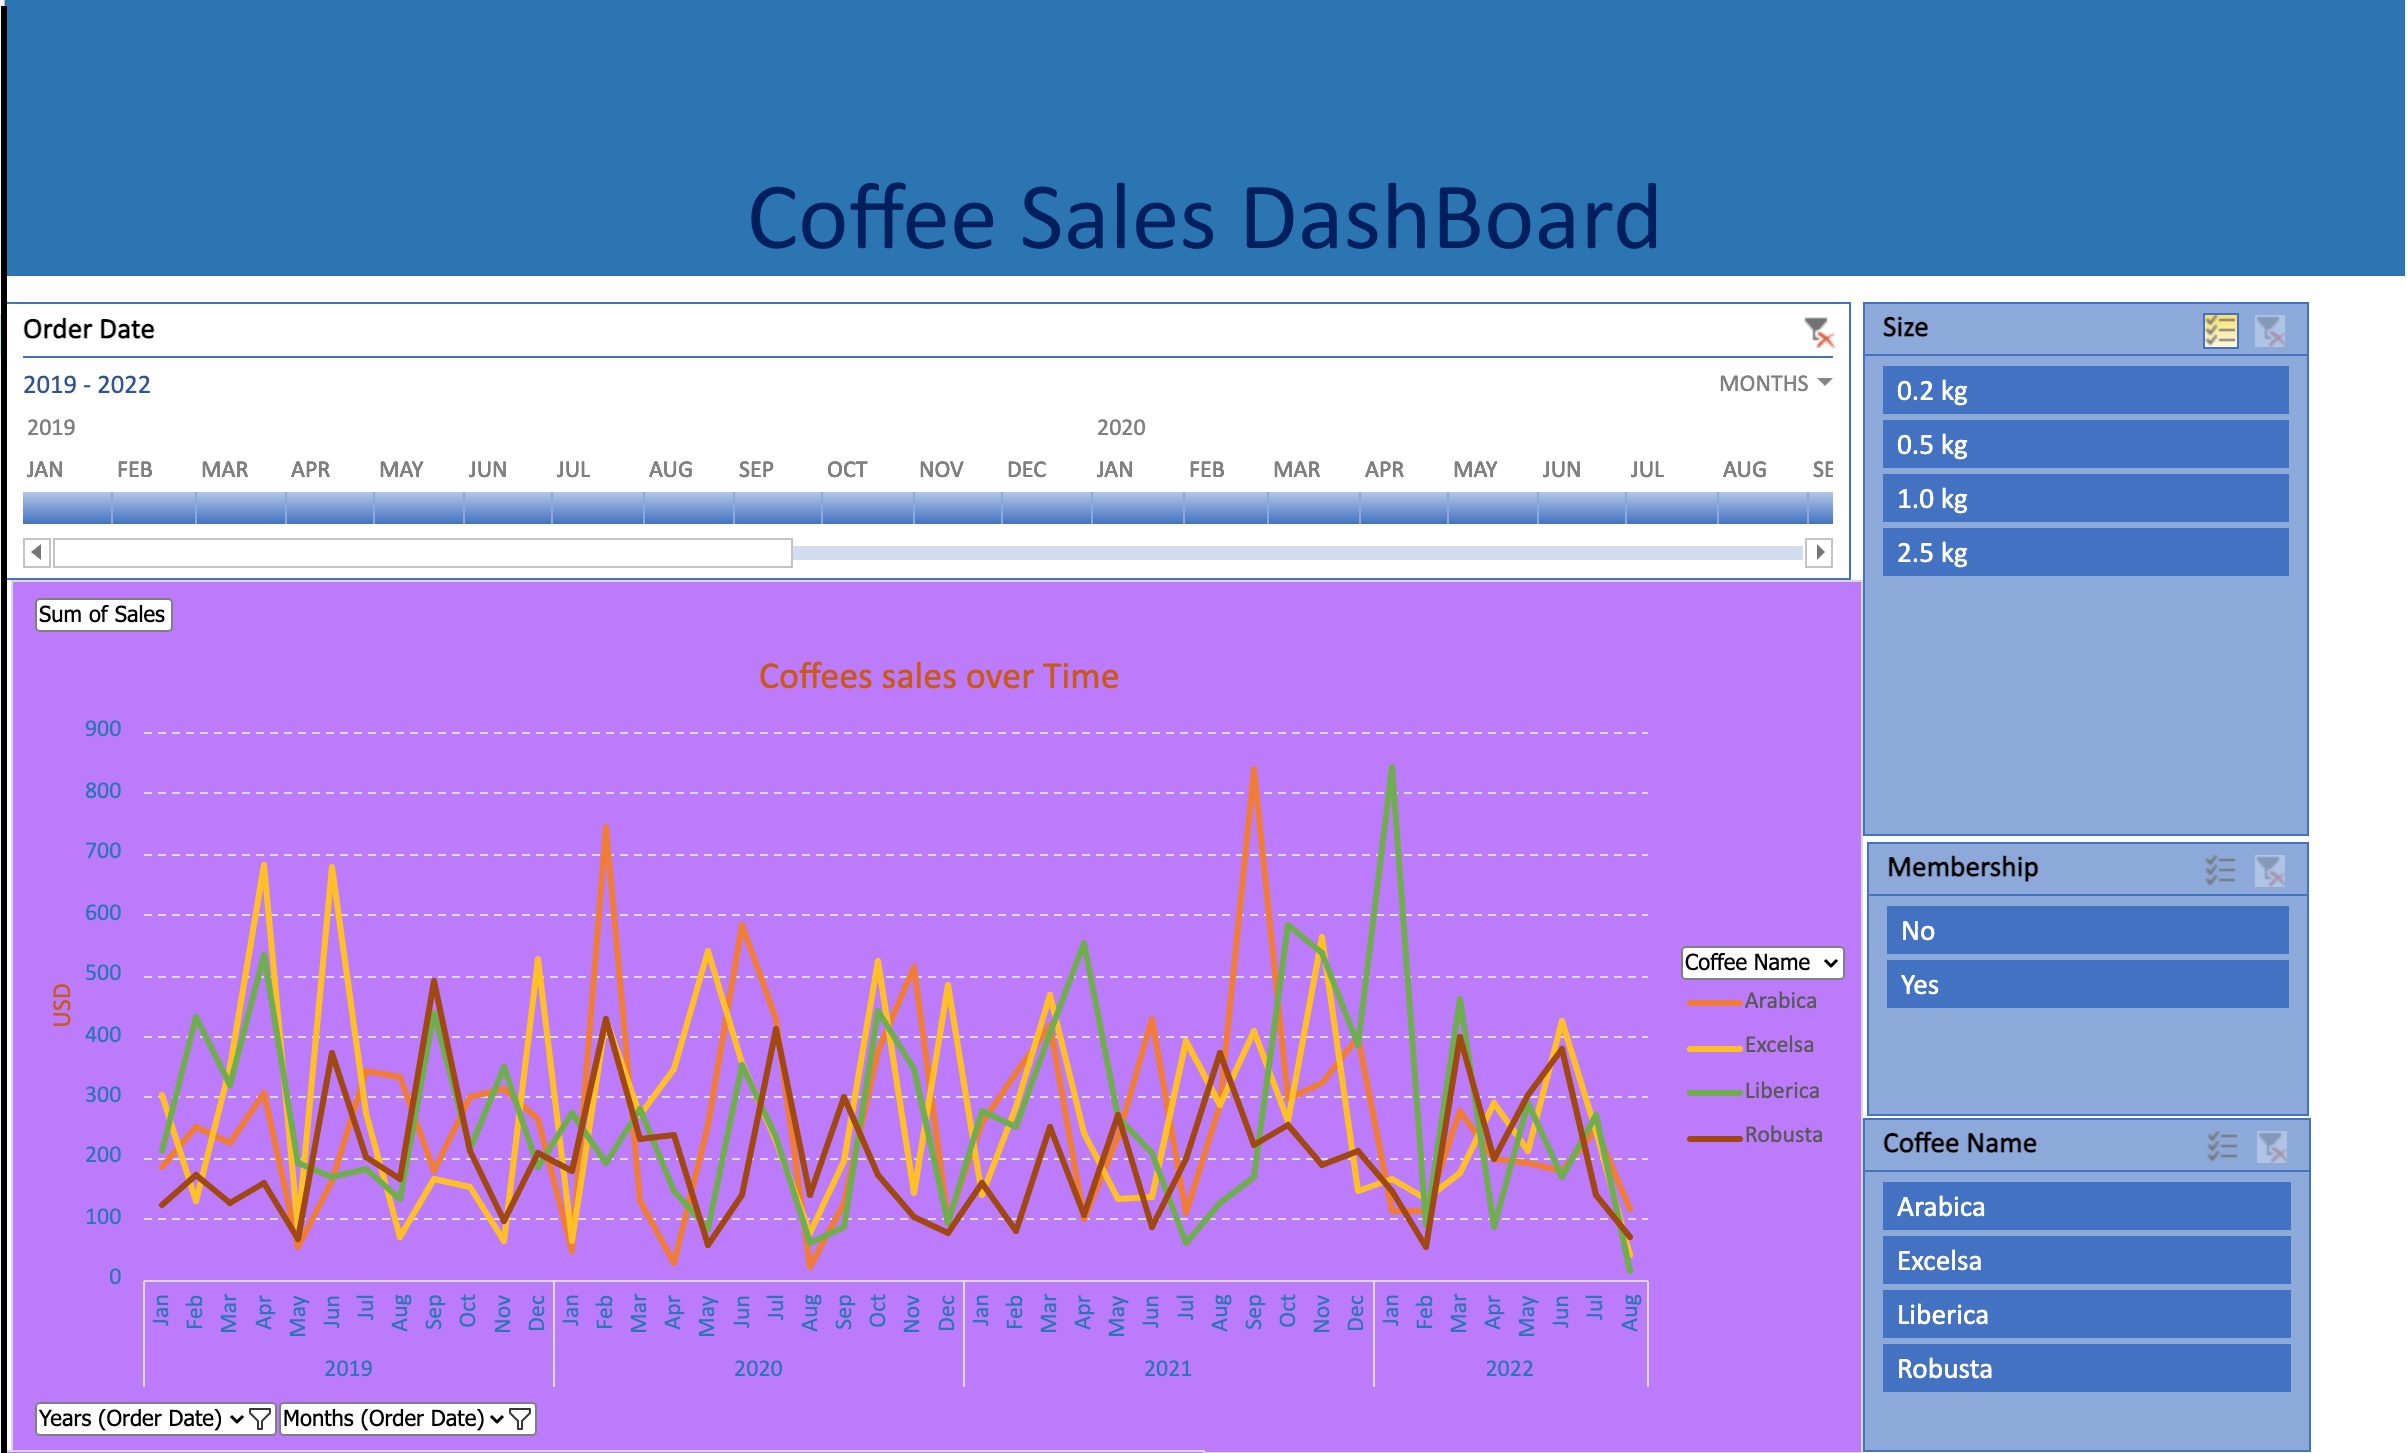 Coffee Sales DashBoard
Order Date
2019 - 2022
MONTHS
2019 2020
JAN FEB MAR APR MAY JUN JUL AUG SEP OCT NOV DEC JAN FEB MAR APR MAY JUN JUL AUG SE
Sum of Sales
Coffees sales over Time
900
800
700
600
500
400
300
200
100
0
USD
Jan Feb Mar Apr May Jun Jul Aug Sep Oct Nov Dec Jan Feb Mar Apr May Jun Jul Aug Sep Oct Nov Dec Jan Feb Mar Apr May Jun Jul Aug Sep Oct Nov Dec Jan Feb Mar Apr May Jun Jul Aug
2019 2020 2021 2022
Coffee Name
Arabica
Excelsa
Liberica
Robusta
Years (Order Date) Months (Order Date)
Size
0.2 kg
0.5 kg
1.0 kg
2.5 kg
Membership
No
Yes
Coffee Name
Arabica
Excelsa
Liberica
Robusta